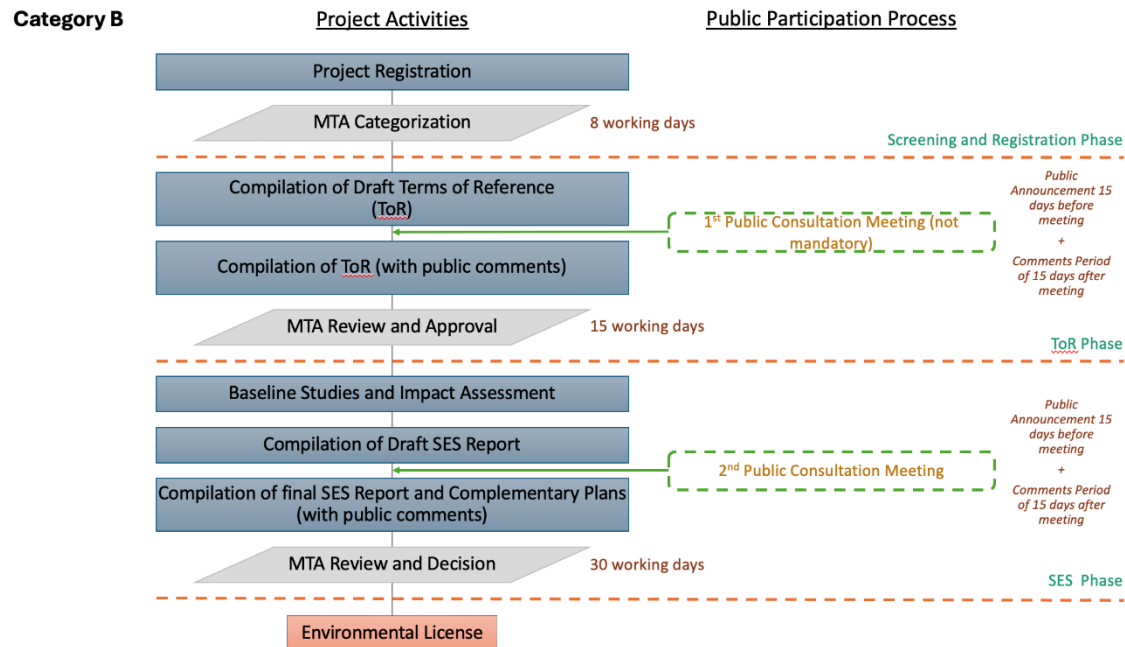 Category B
Project Activities
Public Participation Process
Project Registration
MTA Categorization
8 working days
Screening and Registration Phase
Compilation of Draft Terms of Reference
(ToR)
Public
Announcement 15
days before
meeting
+
Comments Period
of 15 days after
meeting
1st Public Consultation Meeting (not
mandatory)
Compilation of ToR (with public comments)
MTA Review and Approval
15 working days
ToR Phase
Baseline Studies and Impact Assessment
Compilation of Draft SES Report
Public
Announcement 15
days before
meeting
+
Comments Period
of 15 days after
meeting
2nd Public Consultation Meeting
Compilation of final SES Report and Complementary Plans
(with public comments)
MTA Review and Decision
30 working days
SES Phase
Environmental License